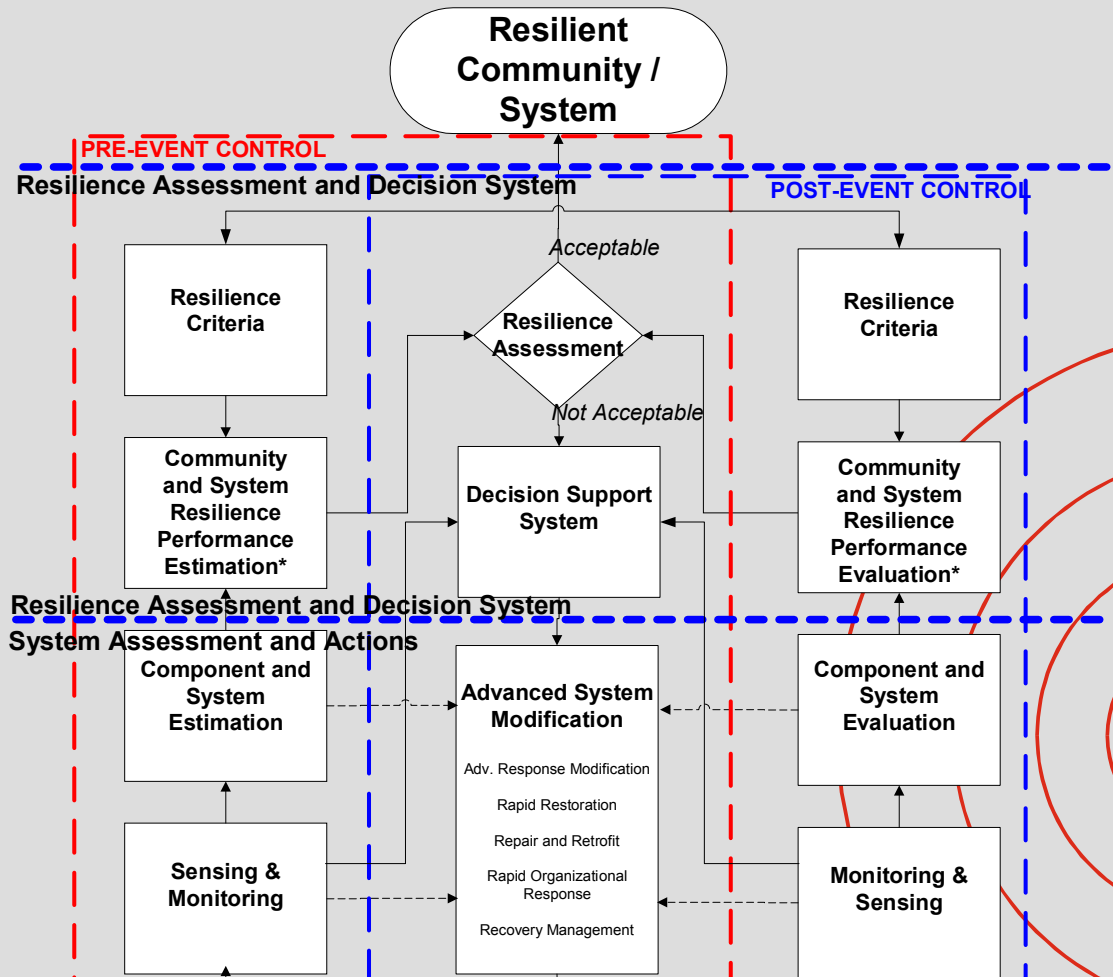 Resilient
Community /
System
PRE-EVENT CONTROL
Resilience Assessment and Decision System
POST-EVENT CONTROL
Acceptable
Resilience
Criteria
Resilience
Assessment
Resilience
Criteria
Not Acceptable
Community
and System
Resilience
Performance
Estimation*
Decision Support
System
Community
and System
Resilience
Performance
Evaluation*
Resilience Assessment and Decision System
System Assessment and Actions
Component and
System
Estimation
Advanced System
Modification
Adv. Response Modification
Rapid Restoration
Repair and Retrofit
Rapid Organizational
Response
Recovery Management
Component and
System
Evaluation
Sensing &
Monitoring
Monitoring &
Sensing